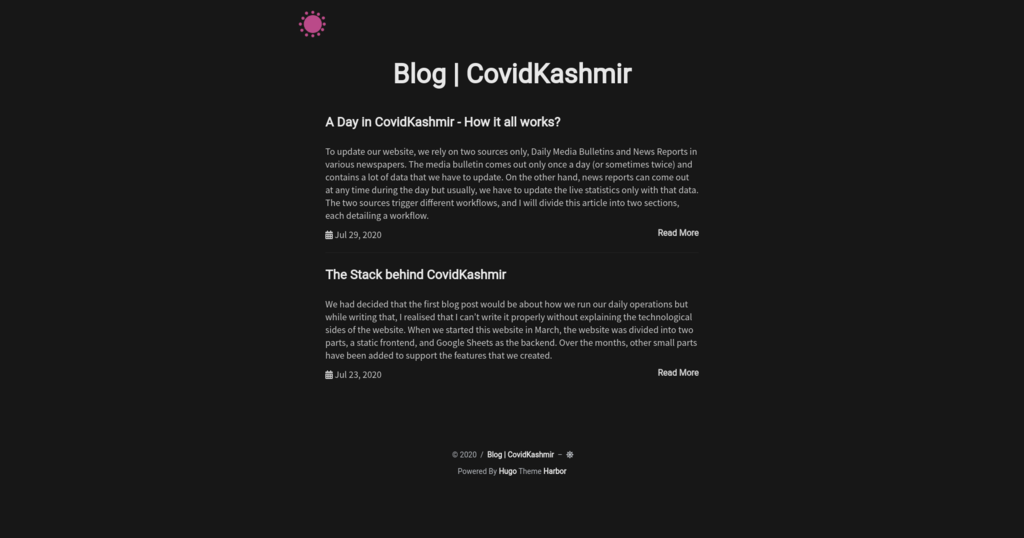 Blog | CovidKashmir
A Day in CovidKashmir - How it all works?
To update our website, we rely on two sources only, Daily Media Bulletins and News Reports in
various newspapers. The media bulletin comes out only once a day (or sometimes twice) and
contains a lot of data that we have to update. On the other hand, news reports can come out
at any time during the day but usually, we have to update the live statistics only with that data.
The two sources trigger different workflows, and I will divide this article into two sections,
each detailing a workflow.
Jul 29, 2020 Read More
The Stack behind CovidKashmir
We had decided that the first blog post would be about how we run our daily operations but
while writing that, I realised that I can't write it properly without explaining the technological
sides of the website. When we started this website in March, the website was divided into two
parts, a static frontend, and Google Sheets as the backend. Over the months, other small parts
have been added to support the features that we created.
Jul 23, 2020 Read More
© 2020 / Blog | CovidKashmir –
Powered By Hugo Theme Harbor